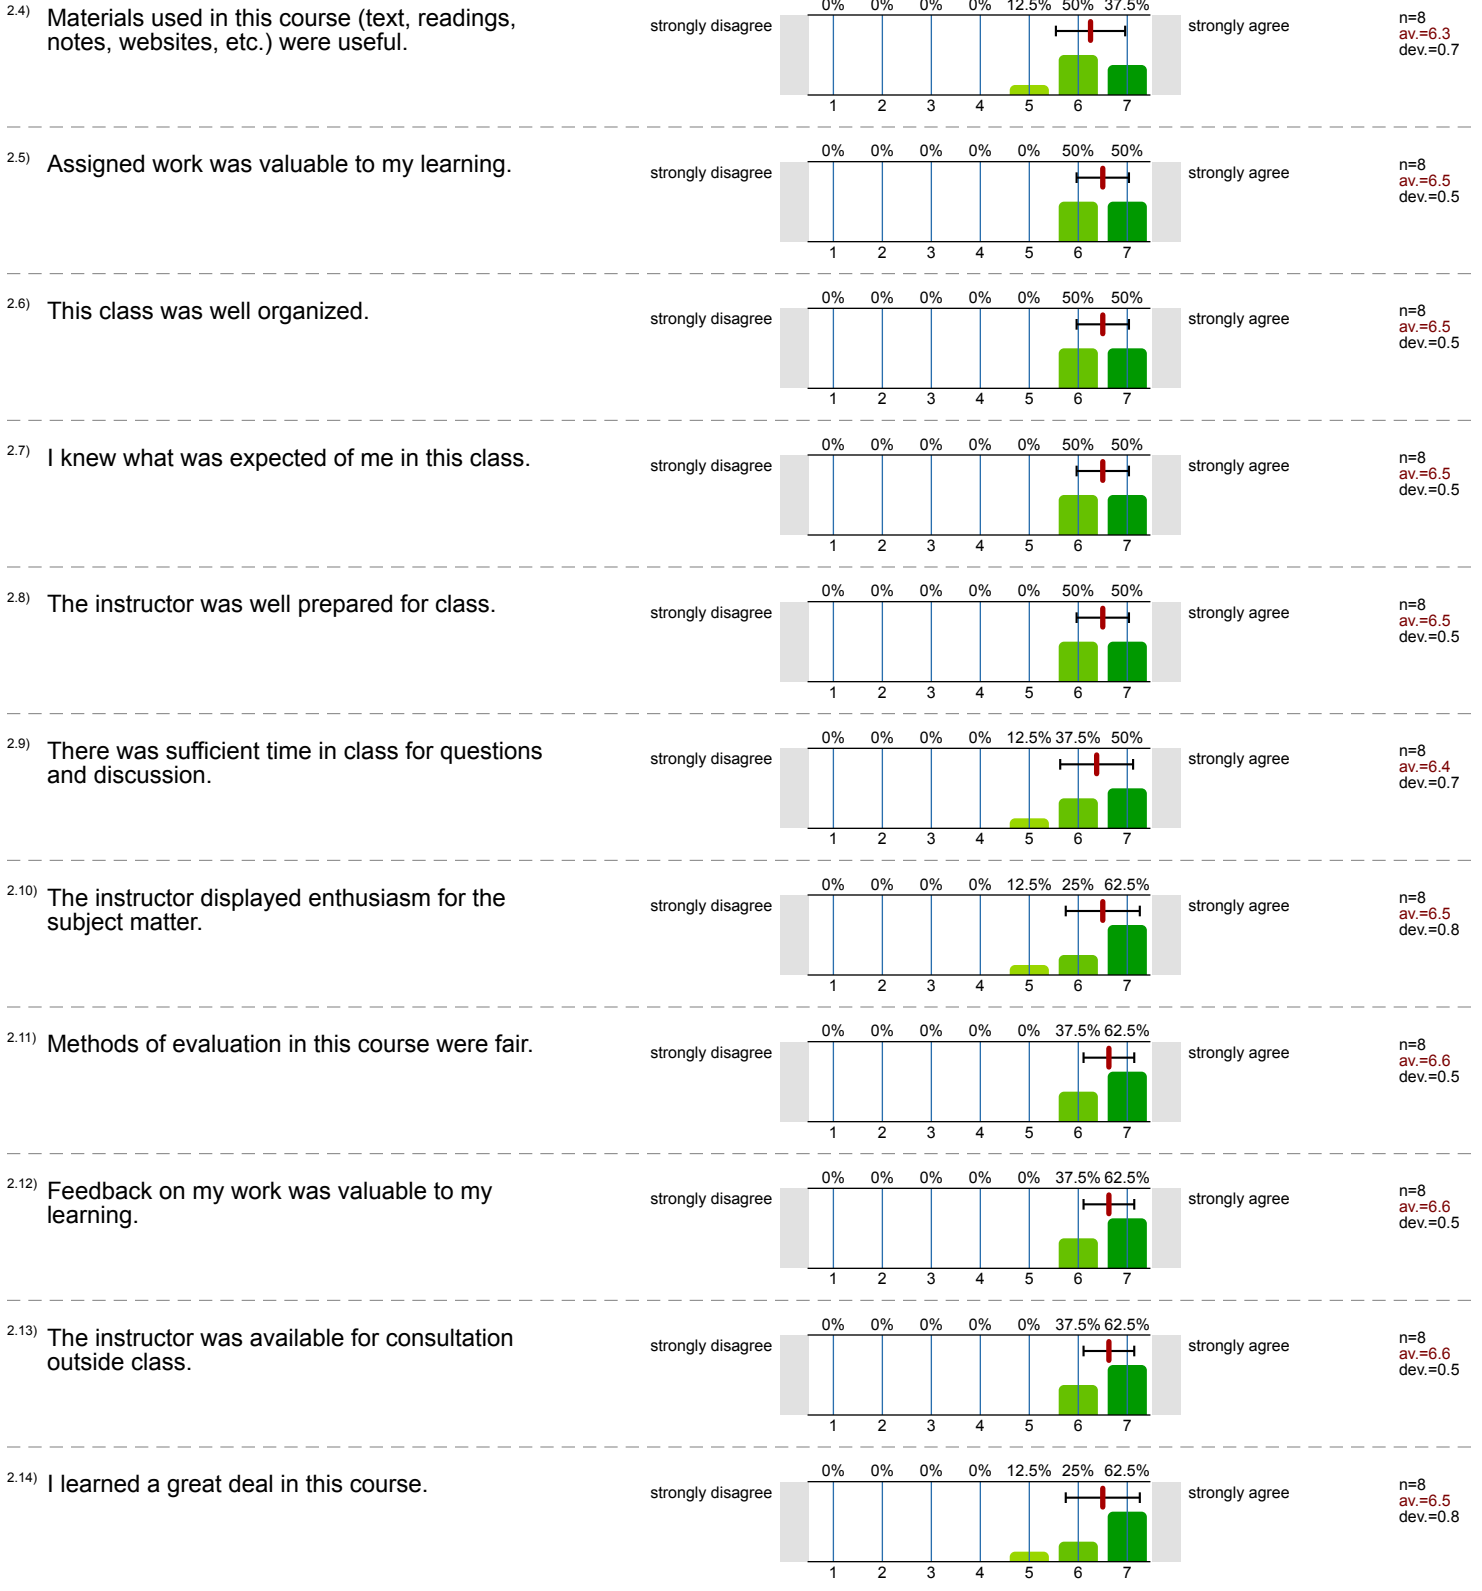 0% 0% 0% 0% 12.5% 50% 37.5%
2.4) Materials used in this course (text, readings,
notes, websites, etc.) were useful.
strongly disagree
strongly agree
n=8
av.=6.3
dev.=0.7
1 2 3 4 5 6 7
0% 0% 0% 0% 0% 50% 50%
2.5) Assigned work was valuable to my learning.
strongly disagree
strongly agree
n=8
av.=6.5
dev.=0.5
1 2 3 4 5 6 7
0% 0% 0% 0% 0% 50% 50%
2.6) This class was well organized.
strongly disagree
strongly agree
n=8
av.=6.5
dev.=0.5
1 2 3 4 5 6 7
0% 0% 0% 0% 0% 50% 50%
2.7) I knew what was expected of me in this class.
strongly disagree
strongly agree
n=8
av.=6.5
dev.=0.5
1 2 3 4 5 6 7
0% 0% 0% 0% 0% 50% 50%
2.8) The instructor was well prepared for class.
strongly disagree
strongly agree
n=8
av.=6.5
dev.=0.5
1 2 3 4 5 6 7
0% 0% 0% 0% 12.5% 37.5% 50%
2.9) There was sufficient time in class for questions
and discussion.
strongly disagree
strongly agree
n=8
av.=6.4
dev.=0.7
1 2 3 4 5 6 7
0% 0% 0% 0% 12.5% 25% 62.5%
2.10) The instructor displayed enthusiasm for the
subject matter.
strongly disagree
strongly agree
n=8
av.=6.5
dev.=0.8
1 2 3 4 5 6 7
0% 0% 0% 0% 0% 37.5% 62.5%
2.11) Methods of evaluation in this course were fair.
strongly disagree
strongly agree
n=8
av.=6.6
dev.=0.5
1 2 3 4 5 6 7
0% 0% 0% 0% 0% 37.5% 62.5%
2.12) Feedback on my work was valuable to my
learning.
strongly disagree
strongly agree
n=8
av.=6.6
dev.=0.5
1 2 3 4 5 6 7
0% 0% 0% 0% 0% 37.5% 62.5%
2.13) The instructor was available for consultation
outside class.
strongly disagree
strongly agree
n=8
av.=6.6
dev.=0.5
1 2 3 4 5 6 7
0% 0% 0% 0% 12.5% 25% 62.5%
2.14) I learned a great deal in this course.
strongly disagree
strongly agree
n=8
av.=6.5
dev.=0.8
1 2 3 4 5 6 7